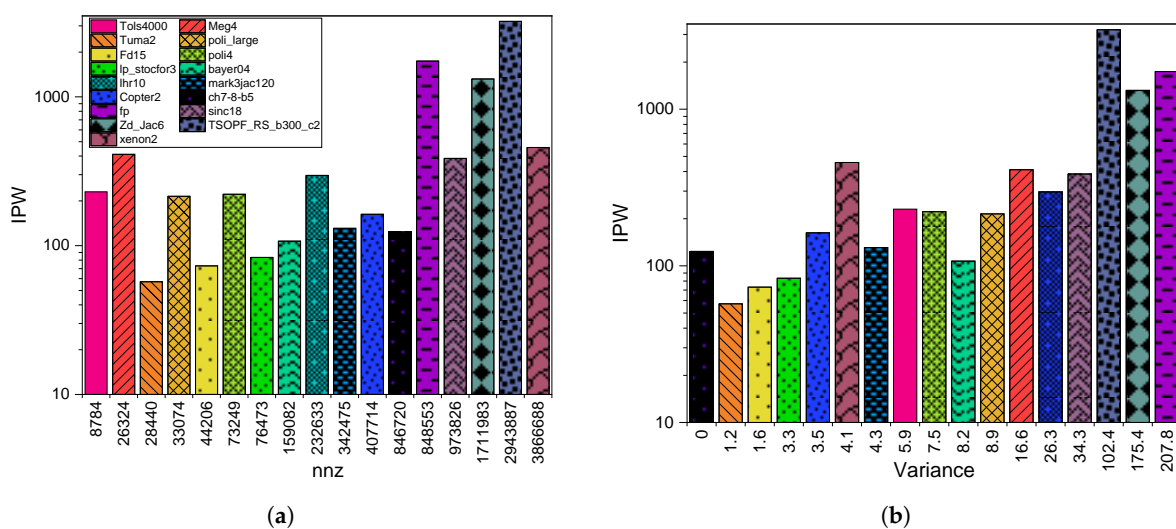 Tols4000
Meg4
Tuma2
poli_large
Fd15
poli4
lp_stocfor3
bayer04
lhr10
mark3jac120
Copter2
ch7-8-b5
fp
sinc18
Zd_Jac6
TSOPF_RS_b300_c2
xenon2
1000
100
10
IPW
8784
26324
28440
33074
44206
73249
76473
159082
232633
342475
407714
846720
848553
973826
1711983
2943887
3866688
nnz
(a)
1000
100
10
IPW
0
1.2
1.6
3.3
3.5
4.1
4.3
5.9
7.5
8.2
8.9
16.6
26.3
34.3
102.4
175.4
207.8
Variance
(b)